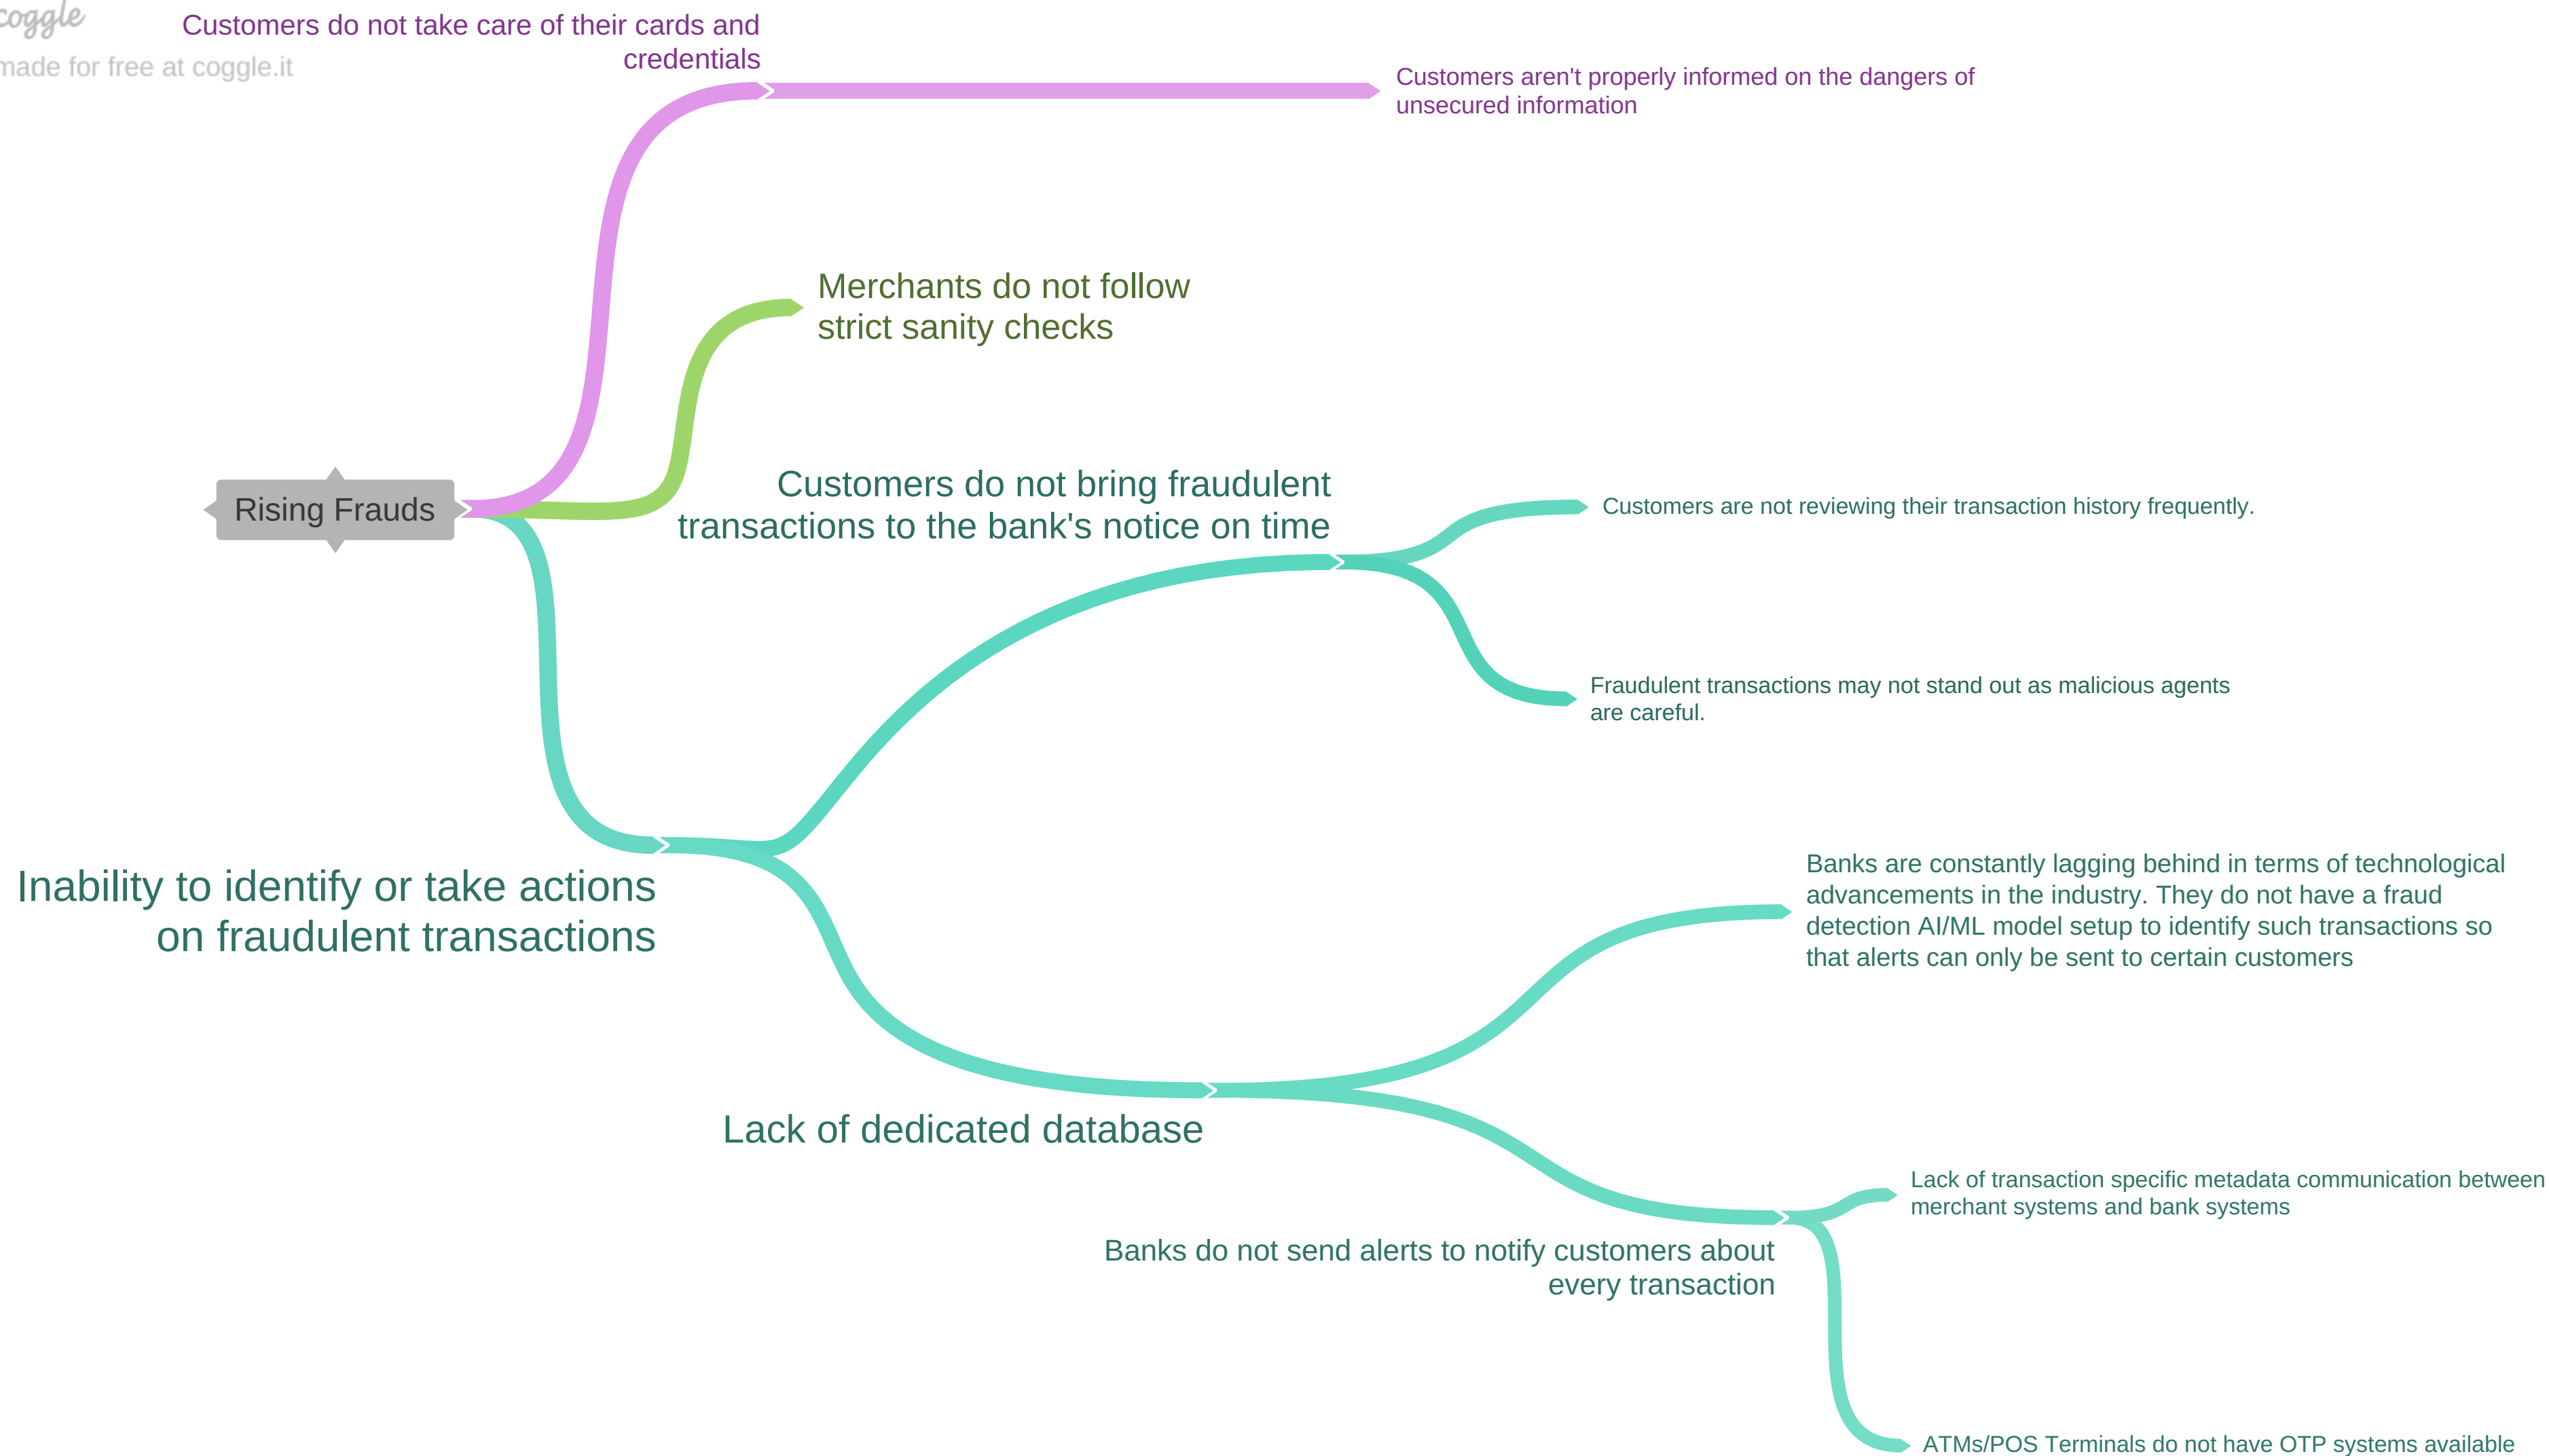 coggle
made for free at coggle.it
Customers do not take care of their cards and
credentials
Customers aren't properly informed on the dangers of
unsecured information
Merchants do not follow
strict sanity checks
Rising Frauds
Customers do not bring fraudulent
transactions to the bank's notice on time
Customers are not reviewing their transaction history frequently.
Fraudulent transactions may not stand out as malicious agents
are careful.
Inability to identify or take actions
on fraudulent transactions
Banks are constantly lagging behind in terms of technological
advancements in the industry. They do not have a fraud
detection AI/ML model setup to identify such transactions so
that alerts can only be sent to certain customers
Lack of dedicated database
Lack of transaction specific metadata communication between
merchant systems and bank systems
Banks do not send alerts to notify customers about
every transaction
ATMs/POS Terminals do not have OTP systems available